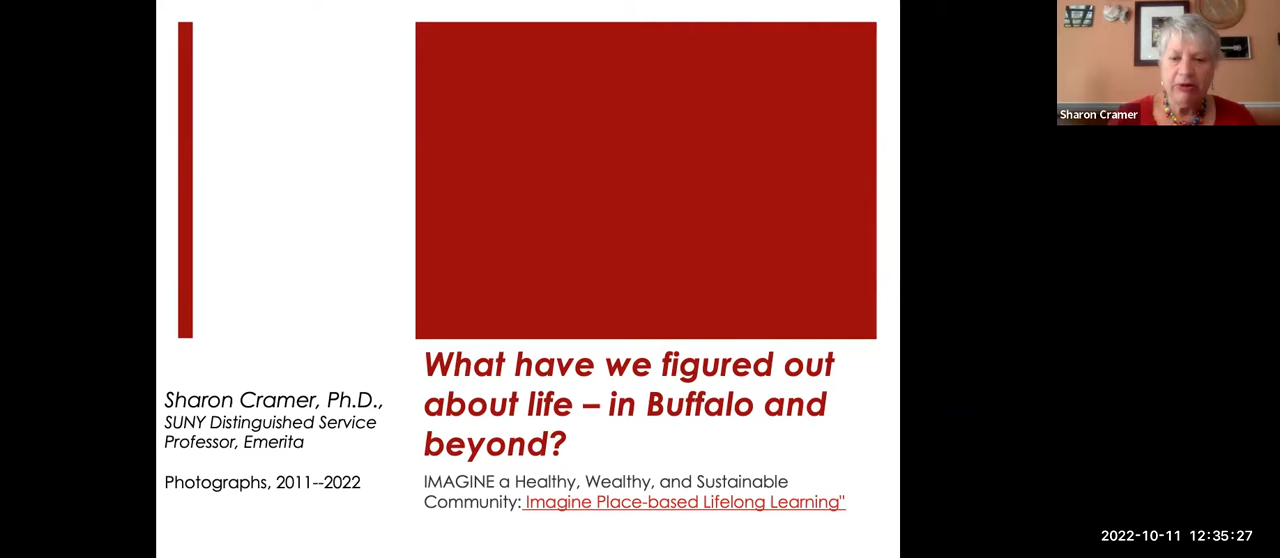 Sharon Cramer
What have we figured out
about life – in Buffalo and
beyond?
Sharon Cramer, Ph.D.,
SUNY Distinguished Service
Professor, Emerita
Photographs, 2011--2022
IMAGINE a Healthy, Wealthy, and Sustainable
Community: Imagine Place-based Lifelong Learning"
2022-10-11 12:35:27